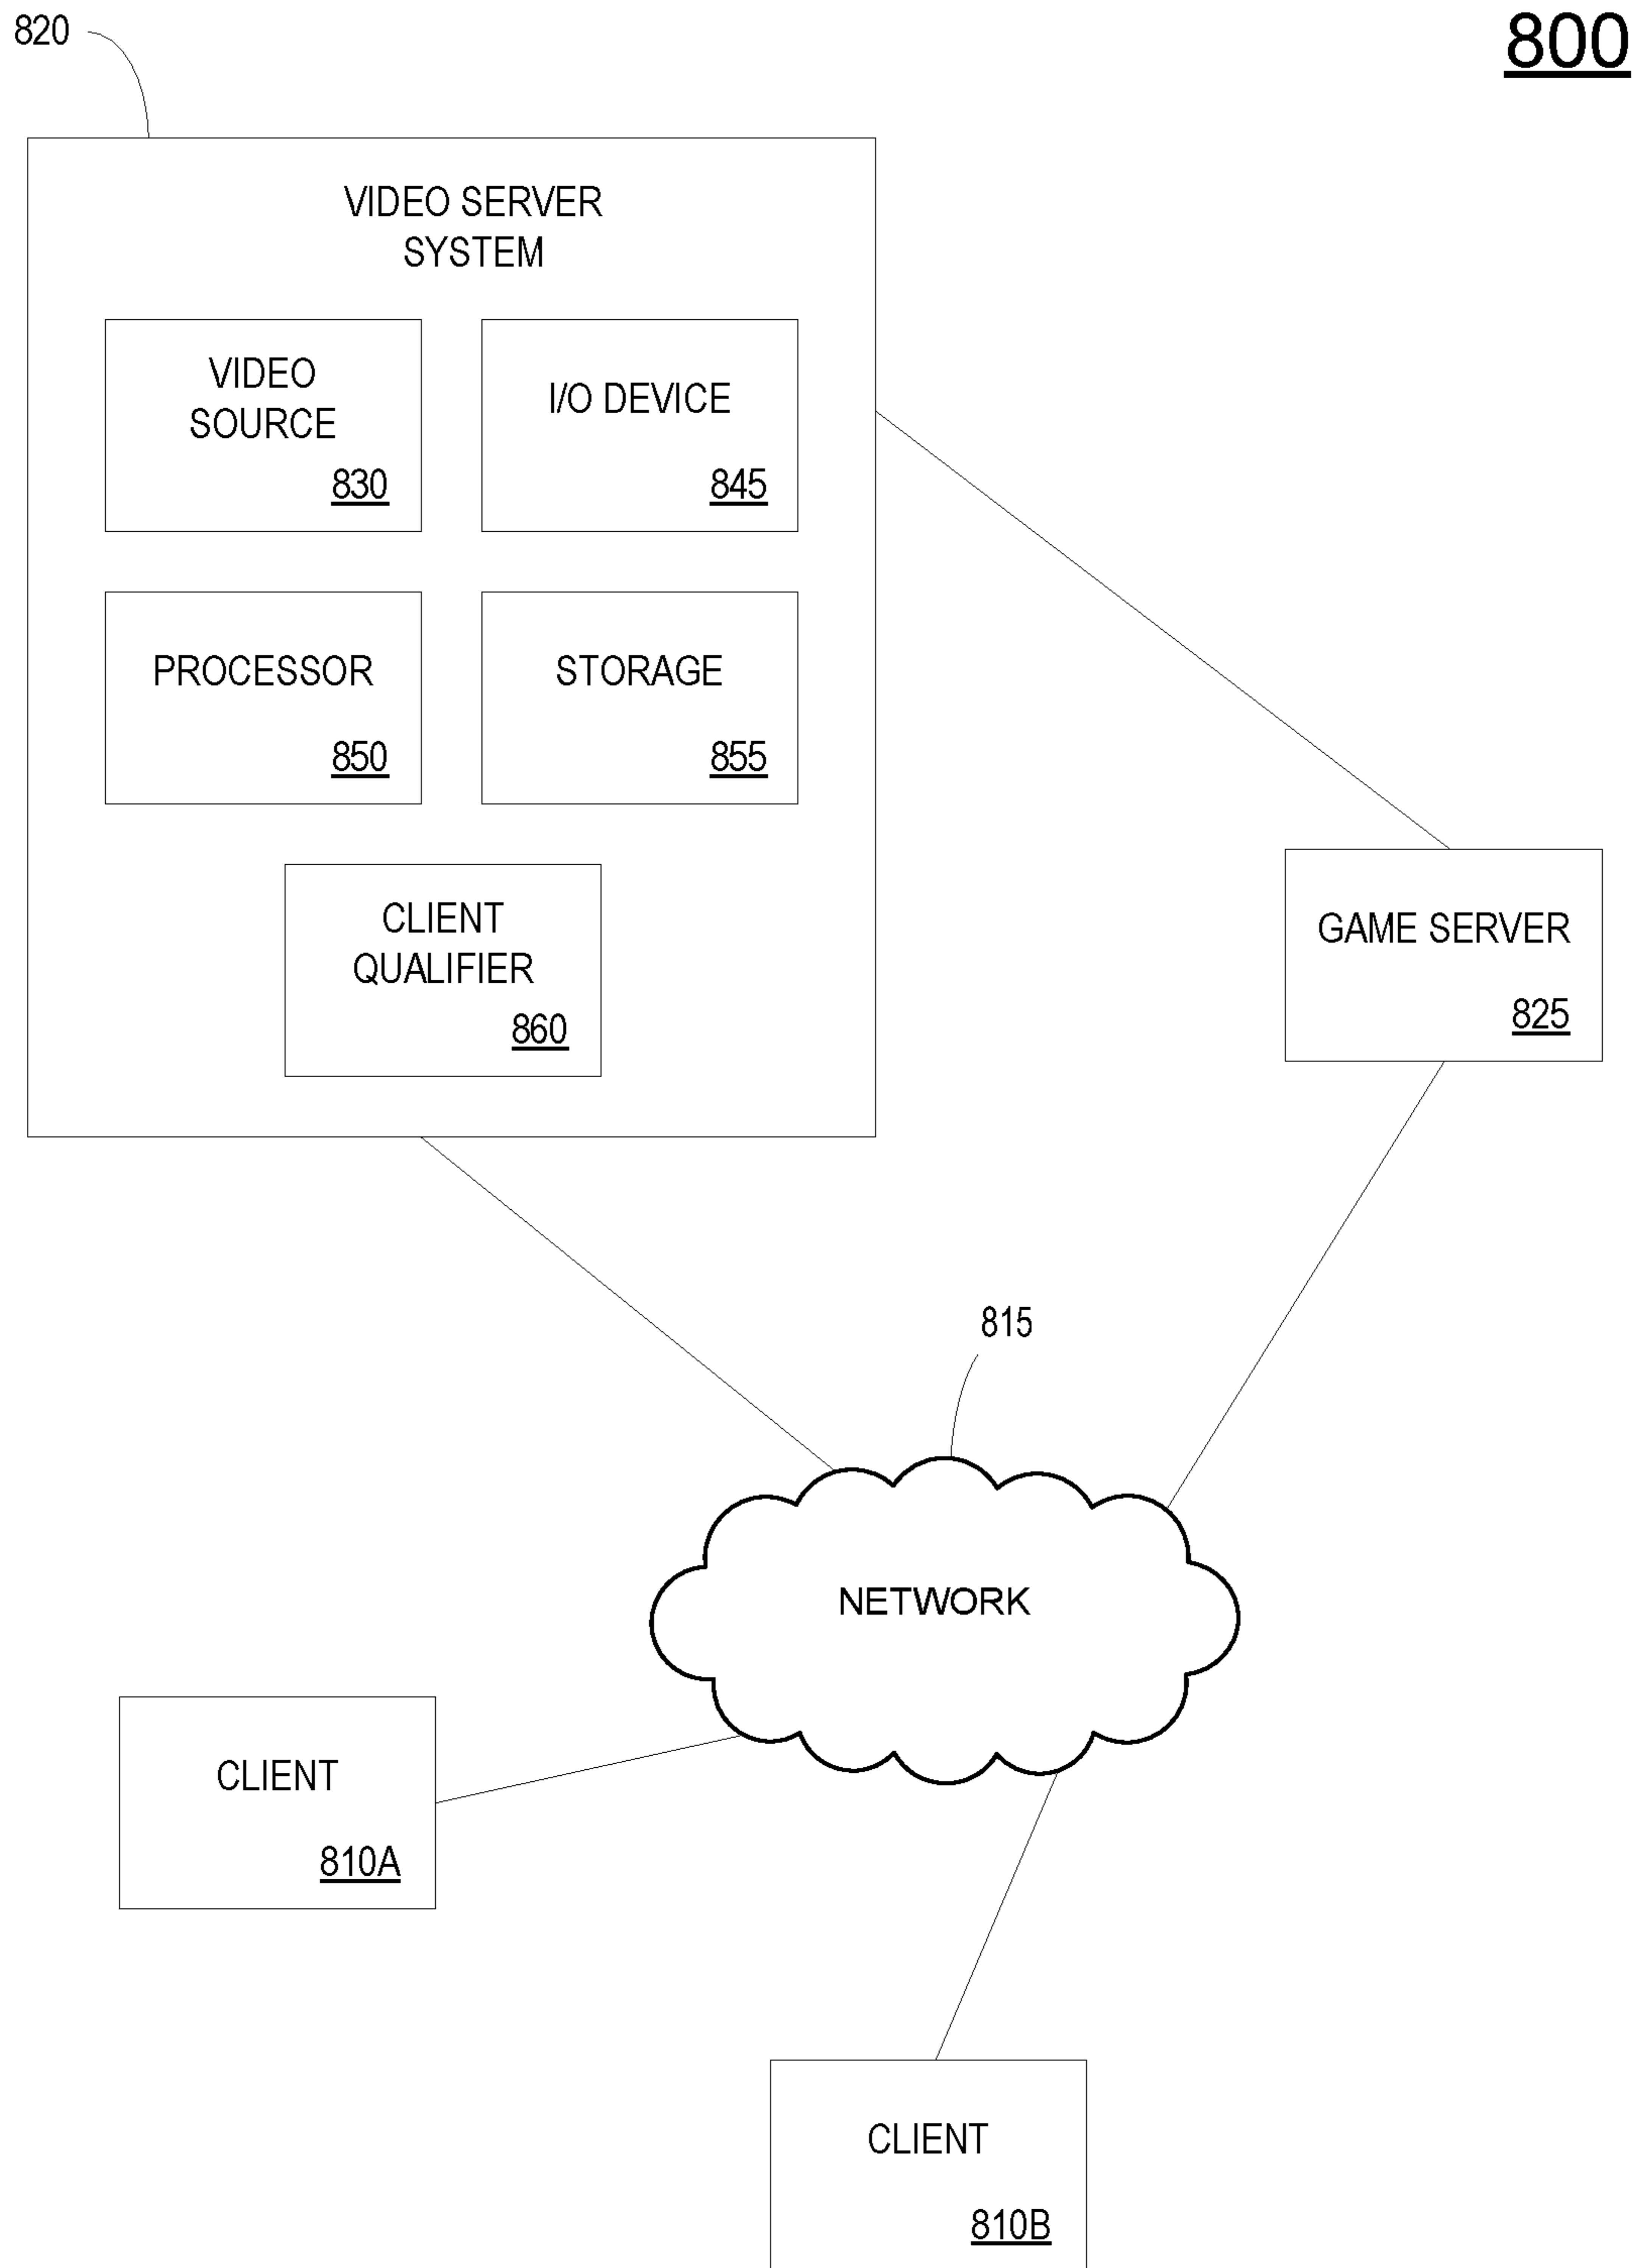 820
800
VIDEO SERVER
SYSTEM
VIDEO
SOURCE
830
I/O DEVICE
845
PROCESSOR
850
STORAGE
855
CLIENT
QUALIFIER
860
GAME SERVER
825
815
NETWORK
CLIENT
810A
CLIENT
810B